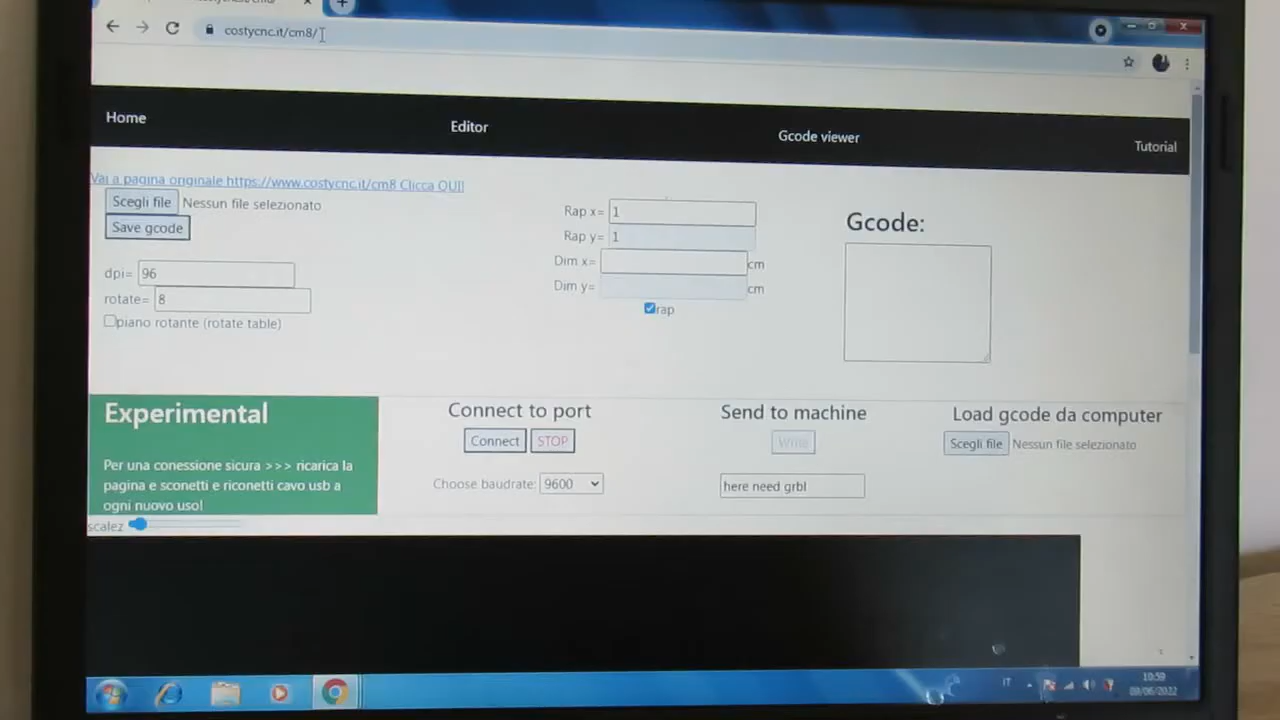 costycnc.it/cm8/
Home
Editor
Gcode viewer
Tutorial
Vai a pagina originale https://www.costycnc.it/cm8 Clicca QUI!
Scegli file Nessun file selezionato
Save gcode
dpi= 96
rotate= 8
piano rotante (rotate table)
Rap x= 1
Rap y= 1
Dim x= cm
Dim y= cm
rap
Gcode:
Experimental
Per una conessione sicura >>> ricarica la
pagina e sconetti e riconetti cavo usb a
ogni nuovo uso!
Connect to port
Connect STOP
Choose baudrate: 9600
Send to machine
Write
here need grbl
Load gcode da computer
Scegli file Nessun file selezionato
scalez
IT
10:59
09/06/2022